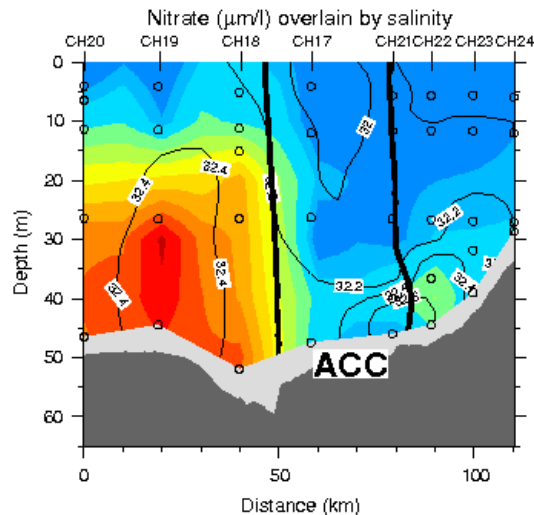 Nitrate (μm/l) overlain by salinity
CH20 CH19 CH18 CH17 CH21 CH22 CH23 CH24
0
10
20
30
40
50
60
Depth (m)
32.4
32.4
32.4
32.4
32.4
32
32.2
32.2
ACC
0 50 100
Distance (km)